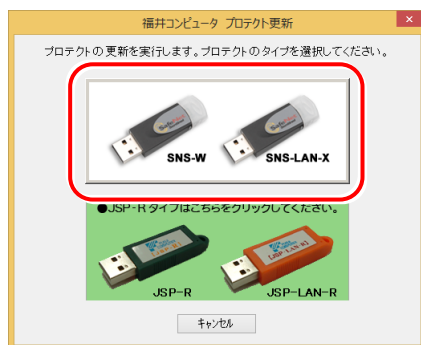 福井コンピュータ プロテクト更新
×
プロテクトの更新を実行します。プロテクトのタイプを選択してください。
SNS-W
SNS-LAN-X
●JSP-Rタイプはこちらをクリックしてください。
JSP-R
JSP-LAN-R
キャンセル